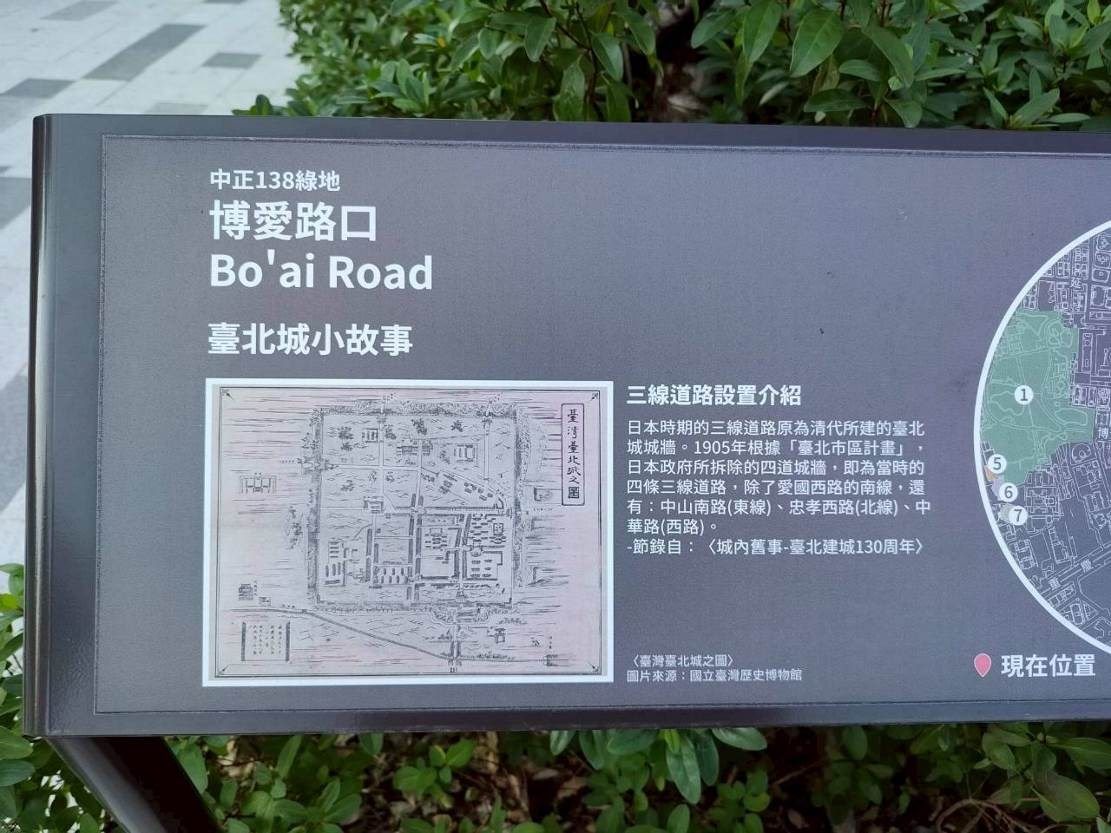 中正138綠地
博愛路口
Bo'ai Road
臺北城小故事
臺灣臺北城之圖
三線道路設置介紹
日本時期的三線道路原為清代所建的臺北
城城牆。1905年根據「臺北市區計畫」，
日本政府所拆除的四道城牆，即為當時的
四條三線道路，除了愛國西路的南線，還
有：中山南路(東線)、忠孝西路(北線)、中
華路(西路)。
-節錄自：〈城內舊事-臺北建城130周年〉
〈臺灣臺北城之圖〉
圖片來源：國立臺灣歷史博物館
延
1
博
5
6
7
重
慶
現在位置